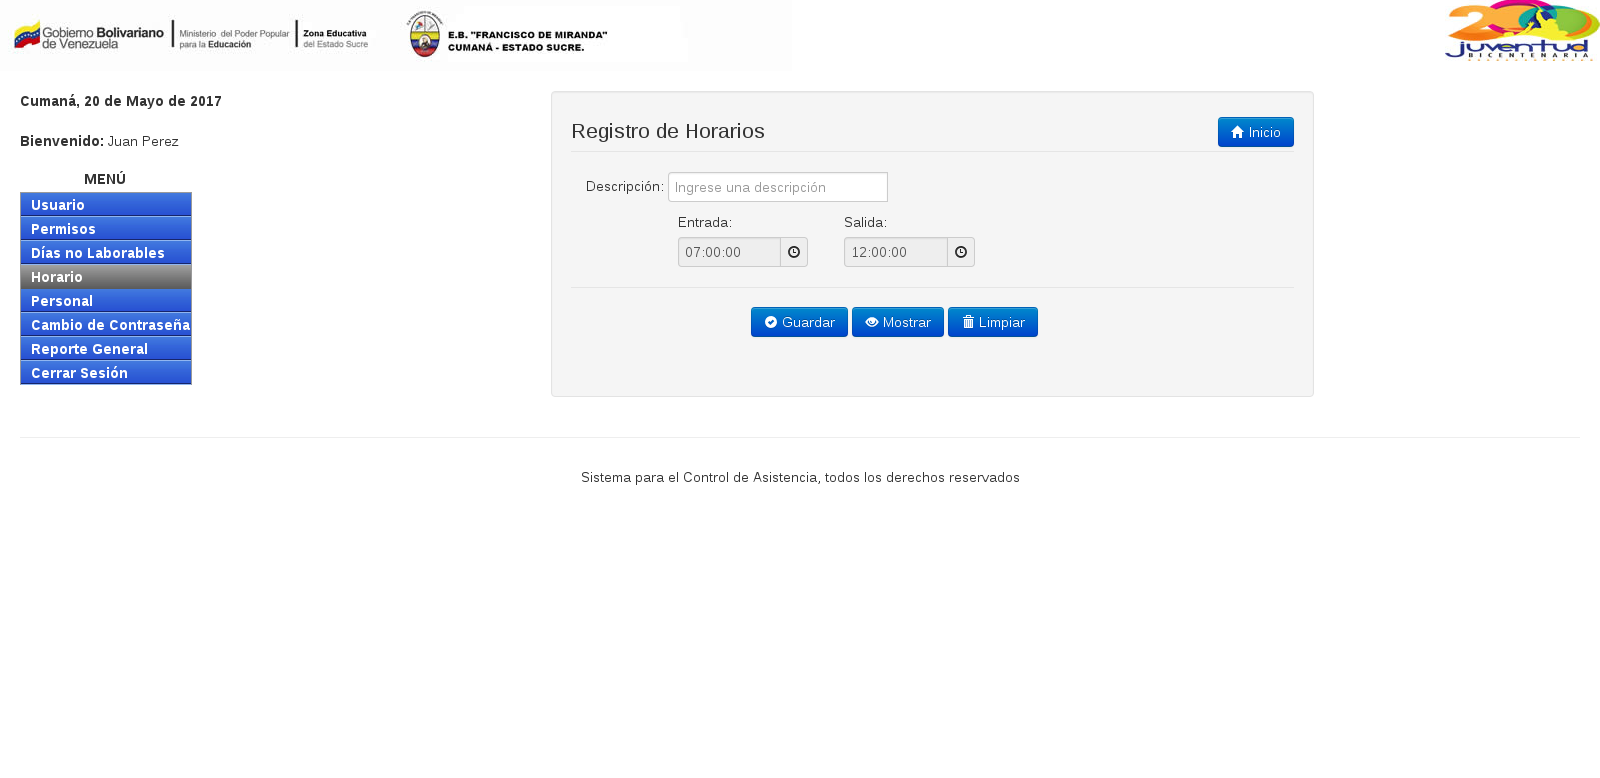 Gobierno Bolivariano
de Venezuela
Ministerio del Poder Popular
para la Educación
Zona Educativa
del Estado Sucre
E.B. "FRANCISCO DE MIRANDA"
CUMANÁ - ESTADO SUCRE.
200
juventud
BICENTENARIA
Cumaná, 20 de Mayo de 2017
Bienvenido: Juan Perez
MENÚ
Usuario
Permisos
Días no Laborables
Horario
Personal
Cambio de Contraseña
Reporte General
Cerrar Sesión
Registro de Horarios
Inicio
Descripción: Ingrese una descripción
Entrada: Salida:
07:00:00 12:00:00
Guardar Mostrar Limpiar
Sistema para el Control de Asistencia, todos los derechos reservados